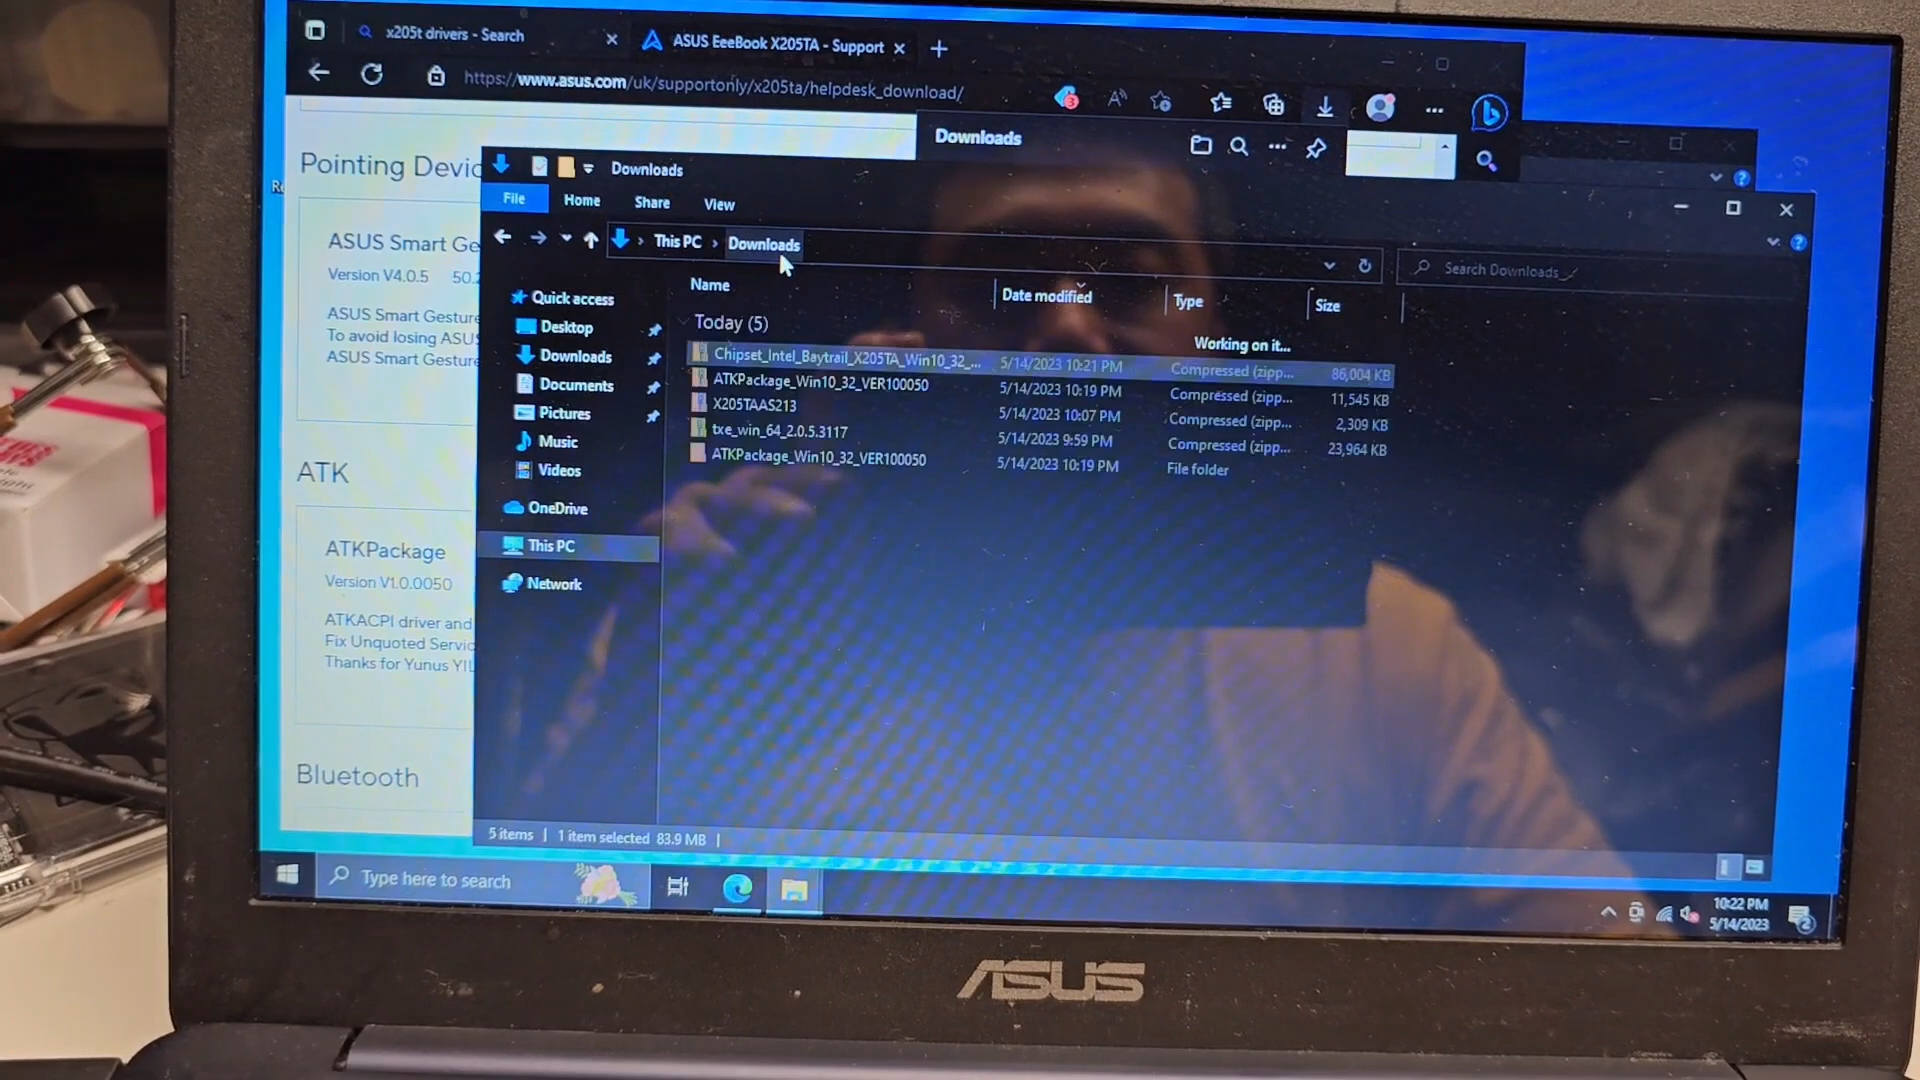 x205t drivers - Search
ASUS EeeBook X205TA - Support
https://www.asus.com/uk/supportonly/x205ta/helpdesk_download/
3
Downloads
Pointing Devic
ASUS Smart Ge
Version V4.0.5 50.
ASUS Smart Gesture
To avoid losing ASUS
ASUS Smart Gesture
ATK
ATKPackage
Version V1.0.0050
ATKACPI driver and
Fix Unquoted Servic
Thanks for Yunus YIL
Bluetooth
Downloads
File Home Share View
This PC > Downloads
Search Downloads
Quick access
Desktop
Downloads
Documents
Pictures
Music
Videos
OneDrive
This PC
Network
Name Date modified Type Size
Today (5)
Working on it...
Chipset_Intel_Baytrail_X205TA_Win10_32_... 5/14/2023 10:21 PM Compressed (zipp... 86,004 KB
ATKPackage_Win10_32_VER100050 5/14/2023 10:19 PM Compressed (zipp... 11,545 KB
X205TAAS213 5/14/2023 10:07 PM Compressed (zipp... 2,309 KB
txe_win_64_2.0.5.3117 5/14/2023 9:59 PM Compressed (zipp... 23,964 KB
ATKPackage_Win10_32_VER100050 5/14/2023 10:19 PM File folder
5 items 1 item selected 83.9 MB
Type here to search
10:22 PM
5/14/2023
2
ASUS